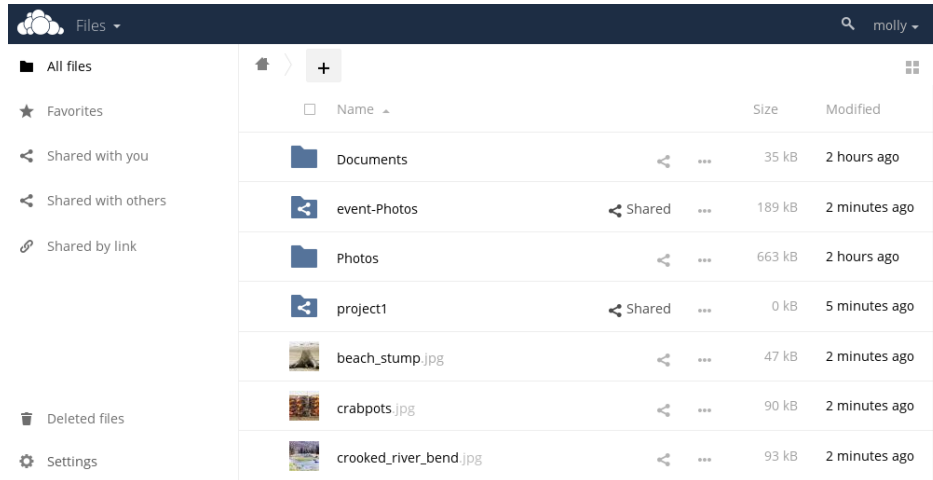 Files
molly
All files
Favorites
Shared with you
Shared with others
Shared by link
Deleted files
Settings
+
Name Size Modified
Documents 35 kB 2 hours ago
event-Photos Shared 189 kB 2 minutes ago
Photos 663 kB 2 hours ago
project1 Shared 0 kB 5 minutes ago
beach_stump.jpg 47 kB 2 minutes ago
crabpots.jpg 90 kB 2 minutes ago
crooked_river_bend.jpg 93 kB 2 minutes ago